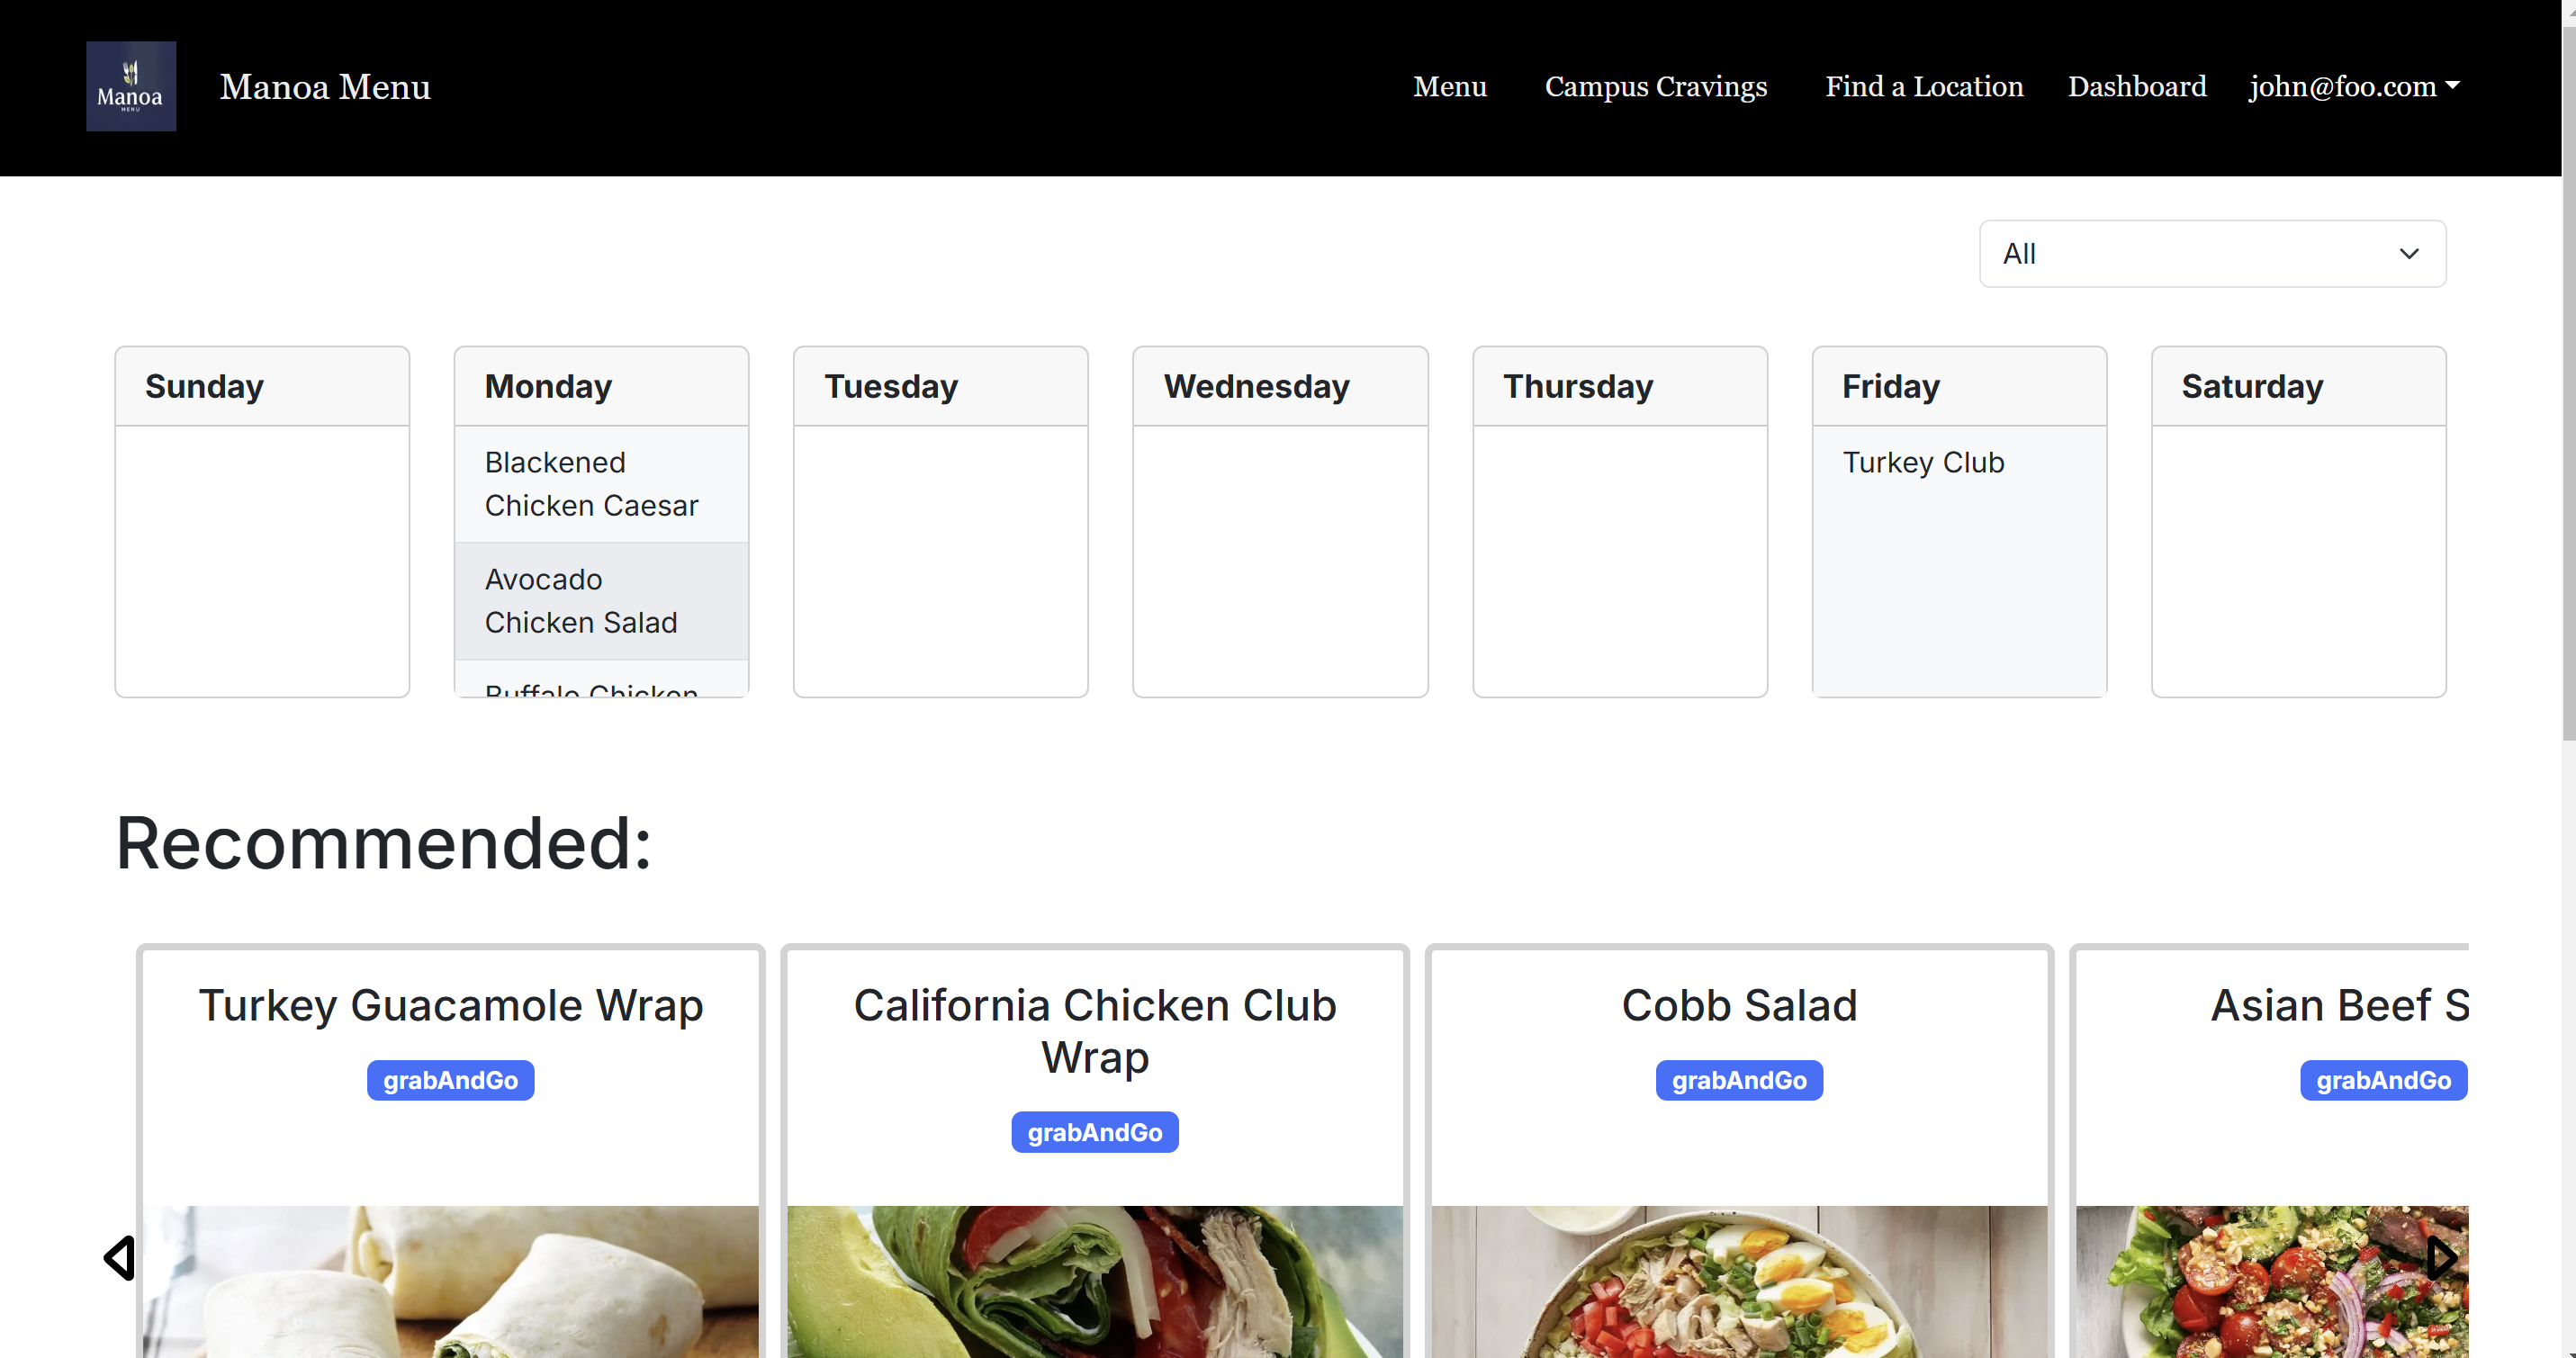 Manoa
MENU
Manoa Menu
Menu
Campus Cravings
Find a Location
Dashboard
john@foo.com
All
Sunday
Monday
Tuesday
Wednesday
Thursday
Friday
Saturday
Blackened
Chicken Caesar
Avocado
Chicken Salad
Buffalo Chicken
Turkey Club
Recommended:
Turkey Guacamole Wrap
grabAndGo
California Chicken Club
Wrap
grabAndGo
Cobb Salad
grabAndGo
Asian Beef S
grabAndGo